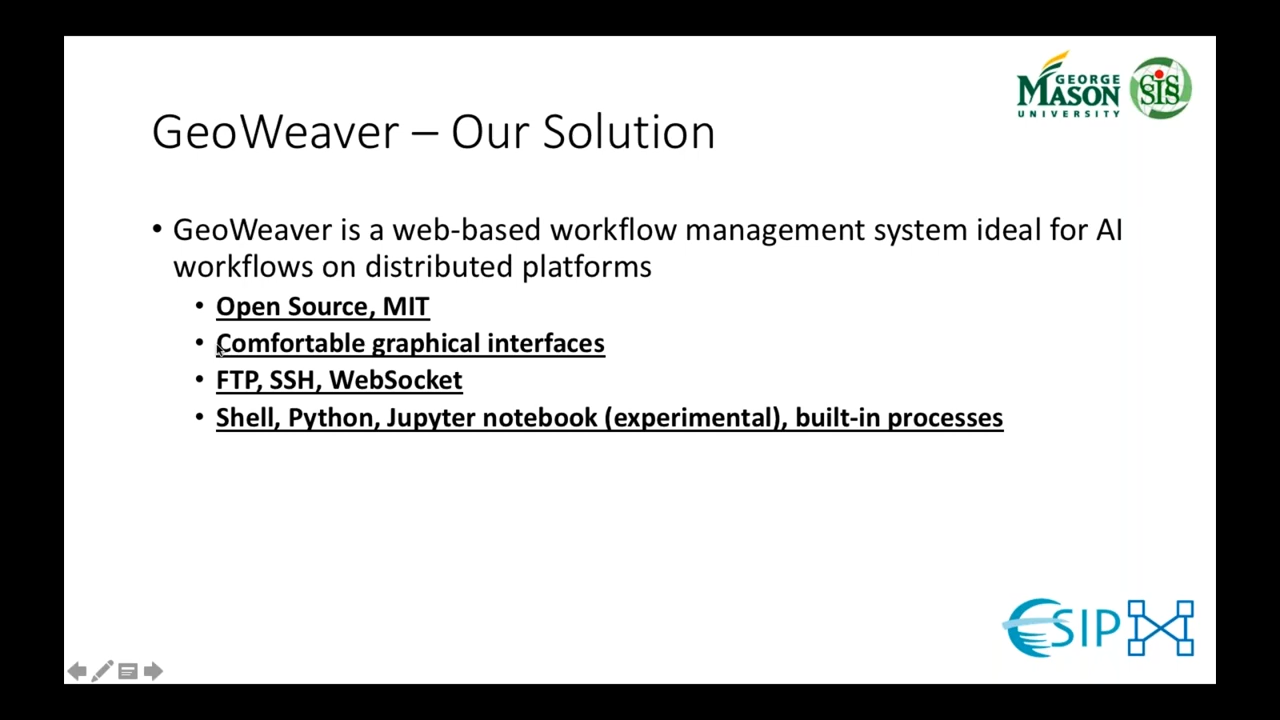 GEORGE
MASON
UNIVERSITY
SIS
GeoWeaver – Our Solution
• GeoWeaver is a web-based workflow management system ideal for AI
workflows on distributed platforms
• Open Source, MIT
• Comfortable graphical interfaces
• FTP, SSH, WebSocket
• Shell, Python, Jupyter notebook (experimental), built-in processes
ESIP